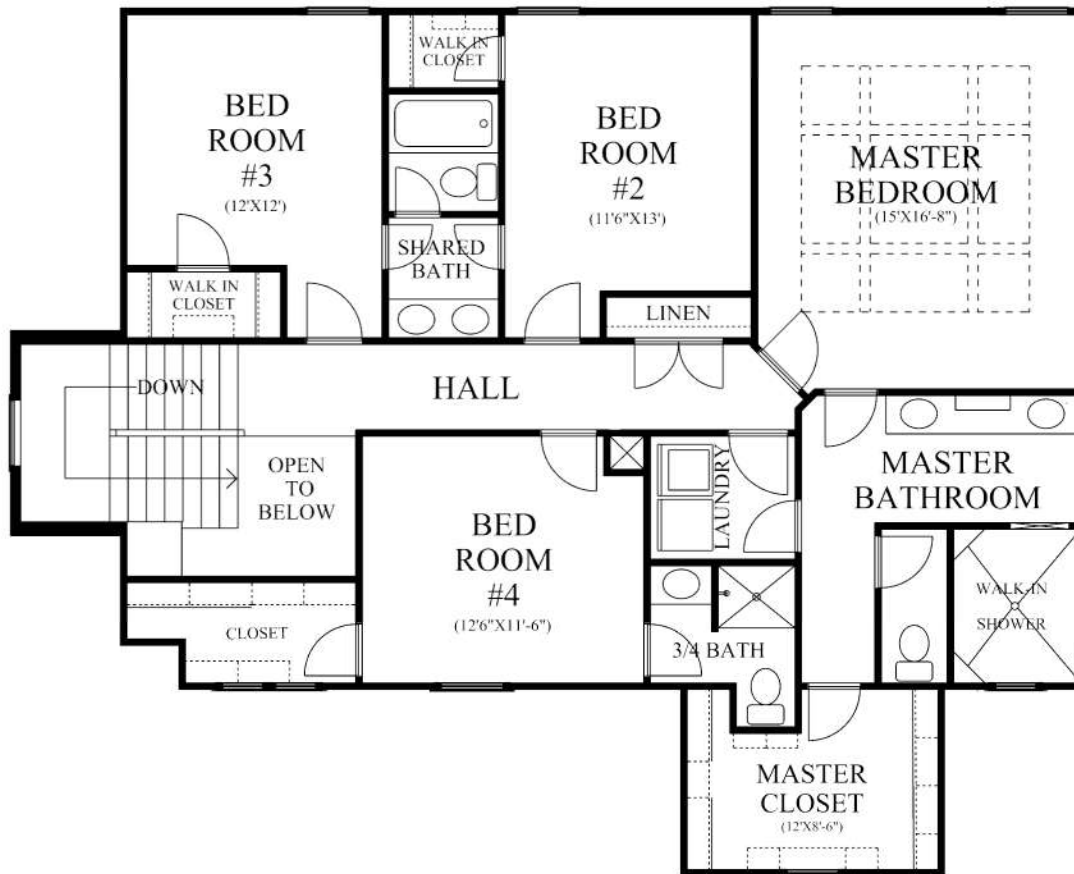 WALK IN
CLOSET
BED
ROOM
#3
(12'X12')
BED
ROOM
#2
(11'6"X13')
MASTER
BEDROOM
(15'X16'-8")
SHARED
BATH
WALK IN
CLOSET
LINEN
DOWN
HALL
OPEN
TO
BELOW
LAUNDRY
MASTER
BATHROOM
BED
ROOM
#4
(12'6"X11'-6")
WALK-IN
SHOWER
CLOSET
3/4 BATH
MASTER
CLOSET
(12'X8'-6")